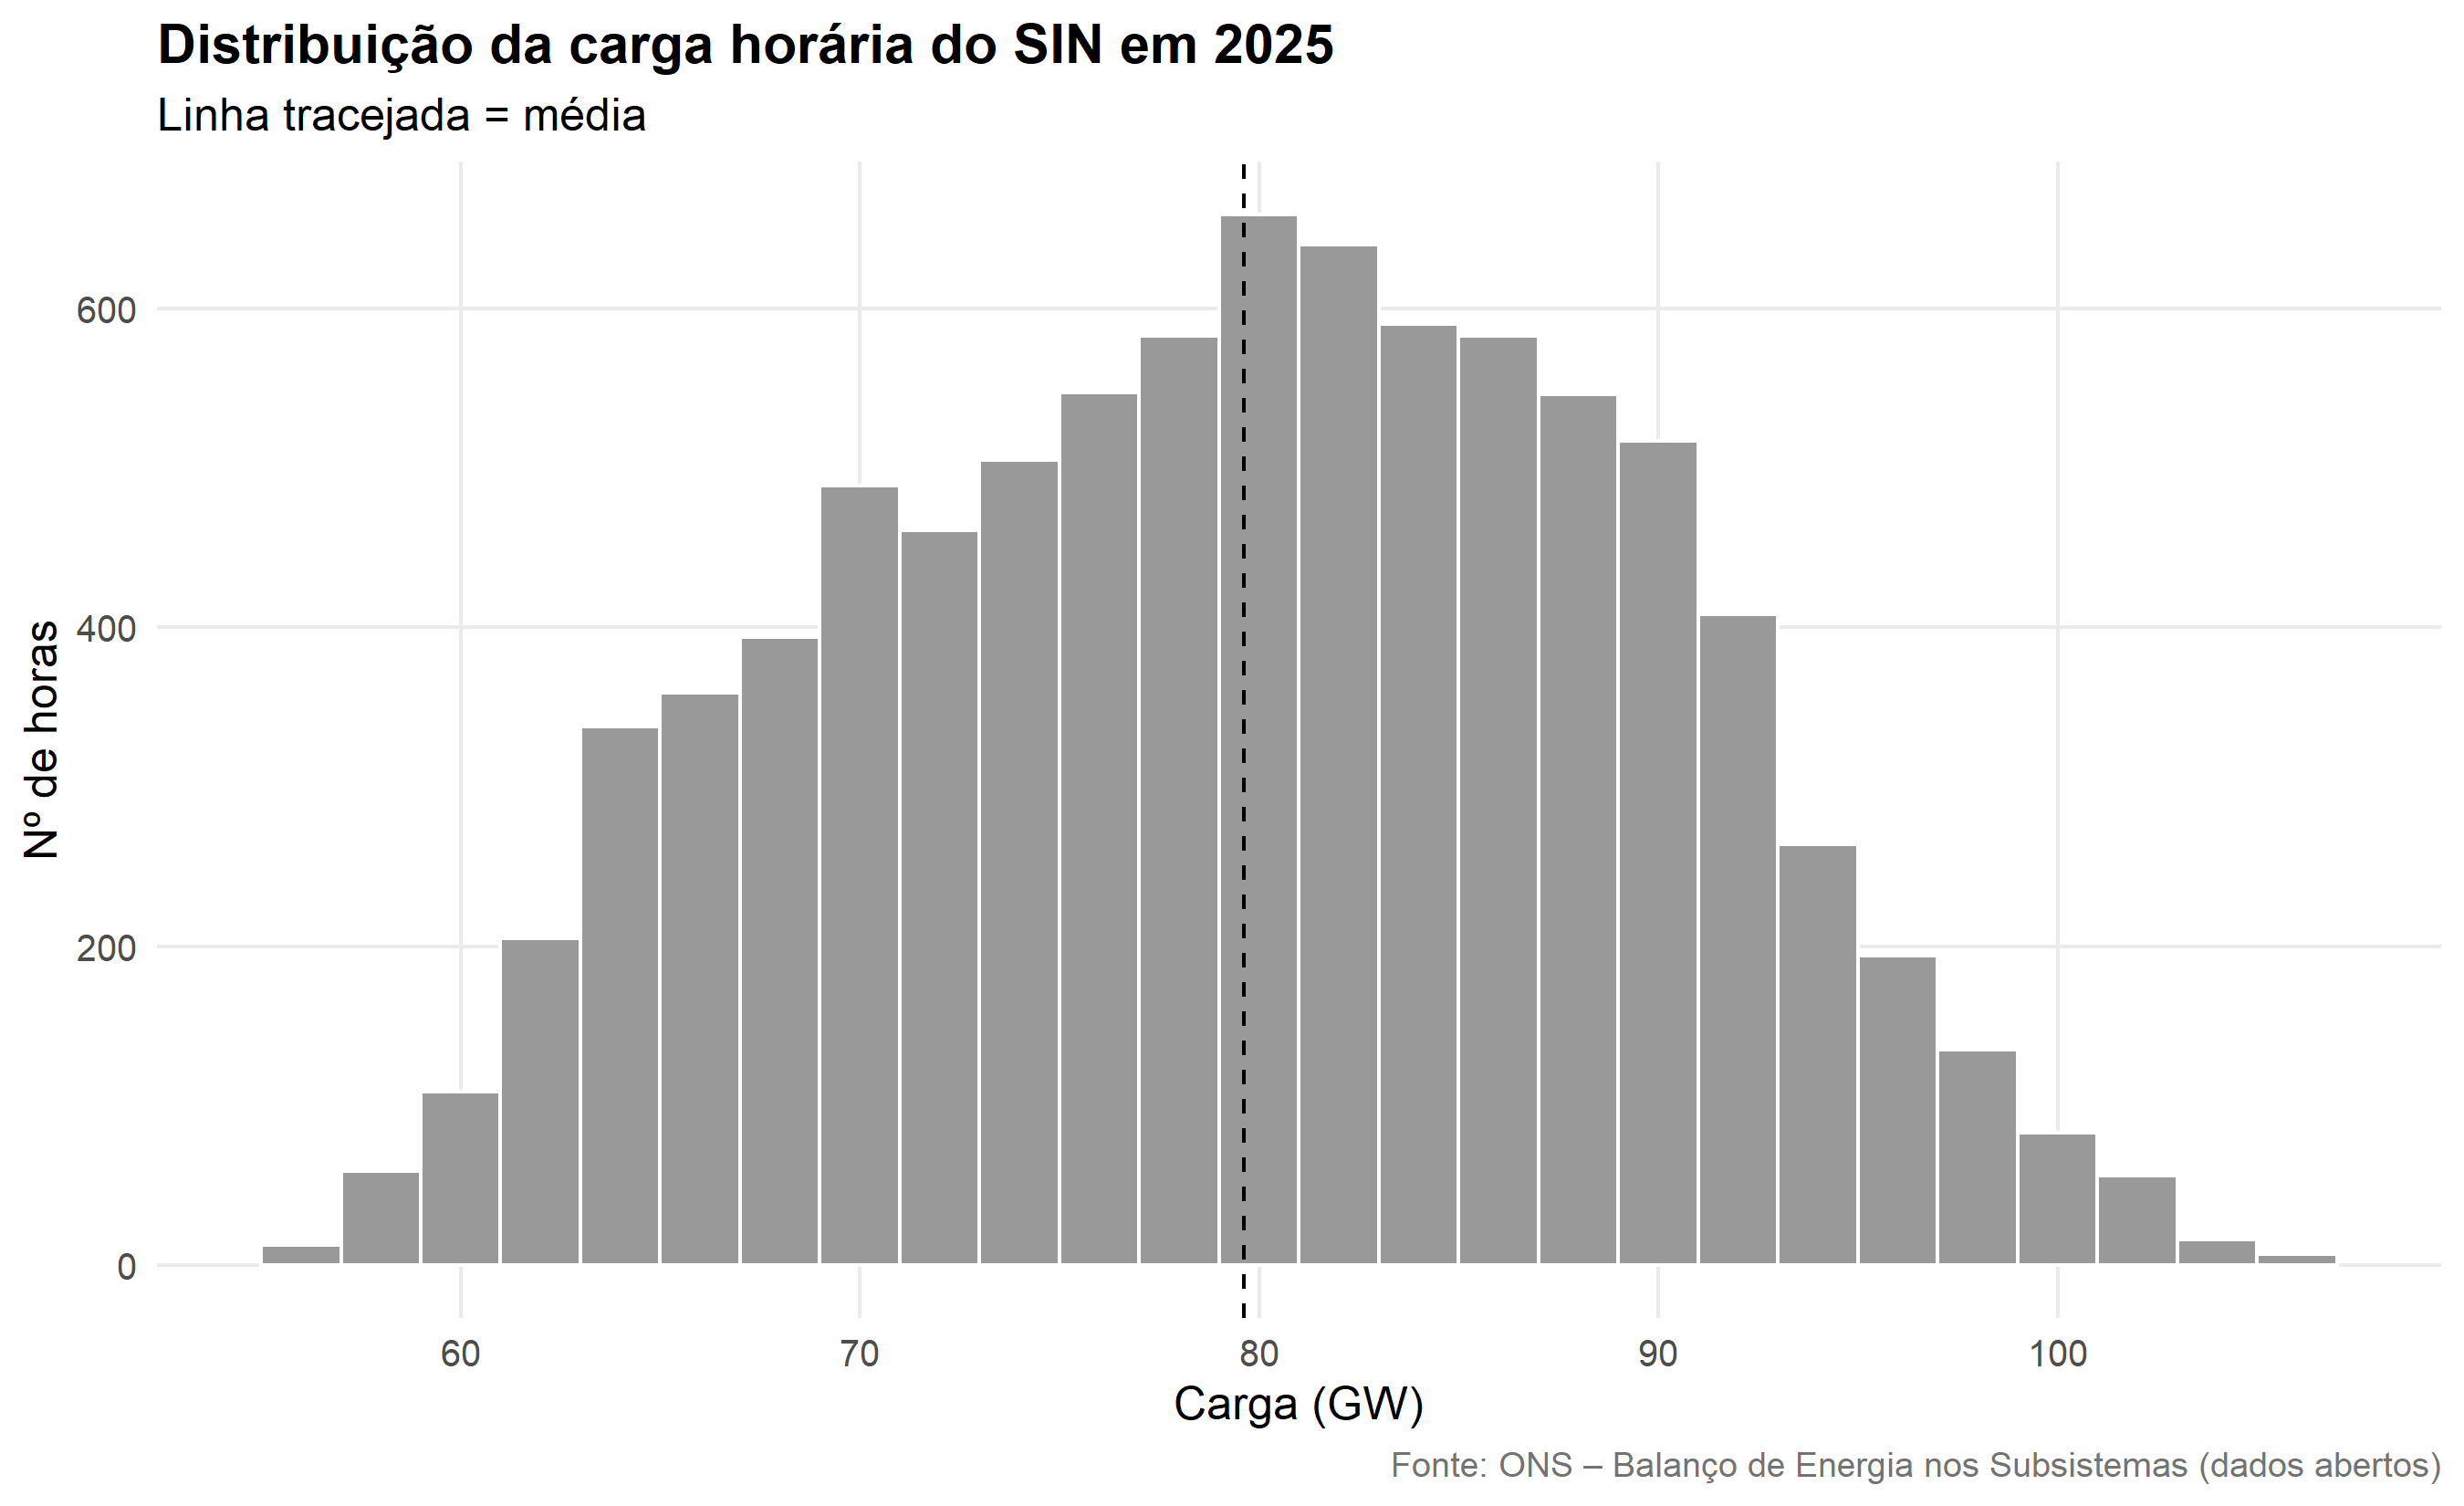 Distribuição da carga horária do SIN em 2025
Linha tracejada = média
Nº de horas
600
400
200
0
60 70 80 90 100
Carga (GW)
Fonte: ONS – Balanço de Energia nos Subsistemas (dados abertos)